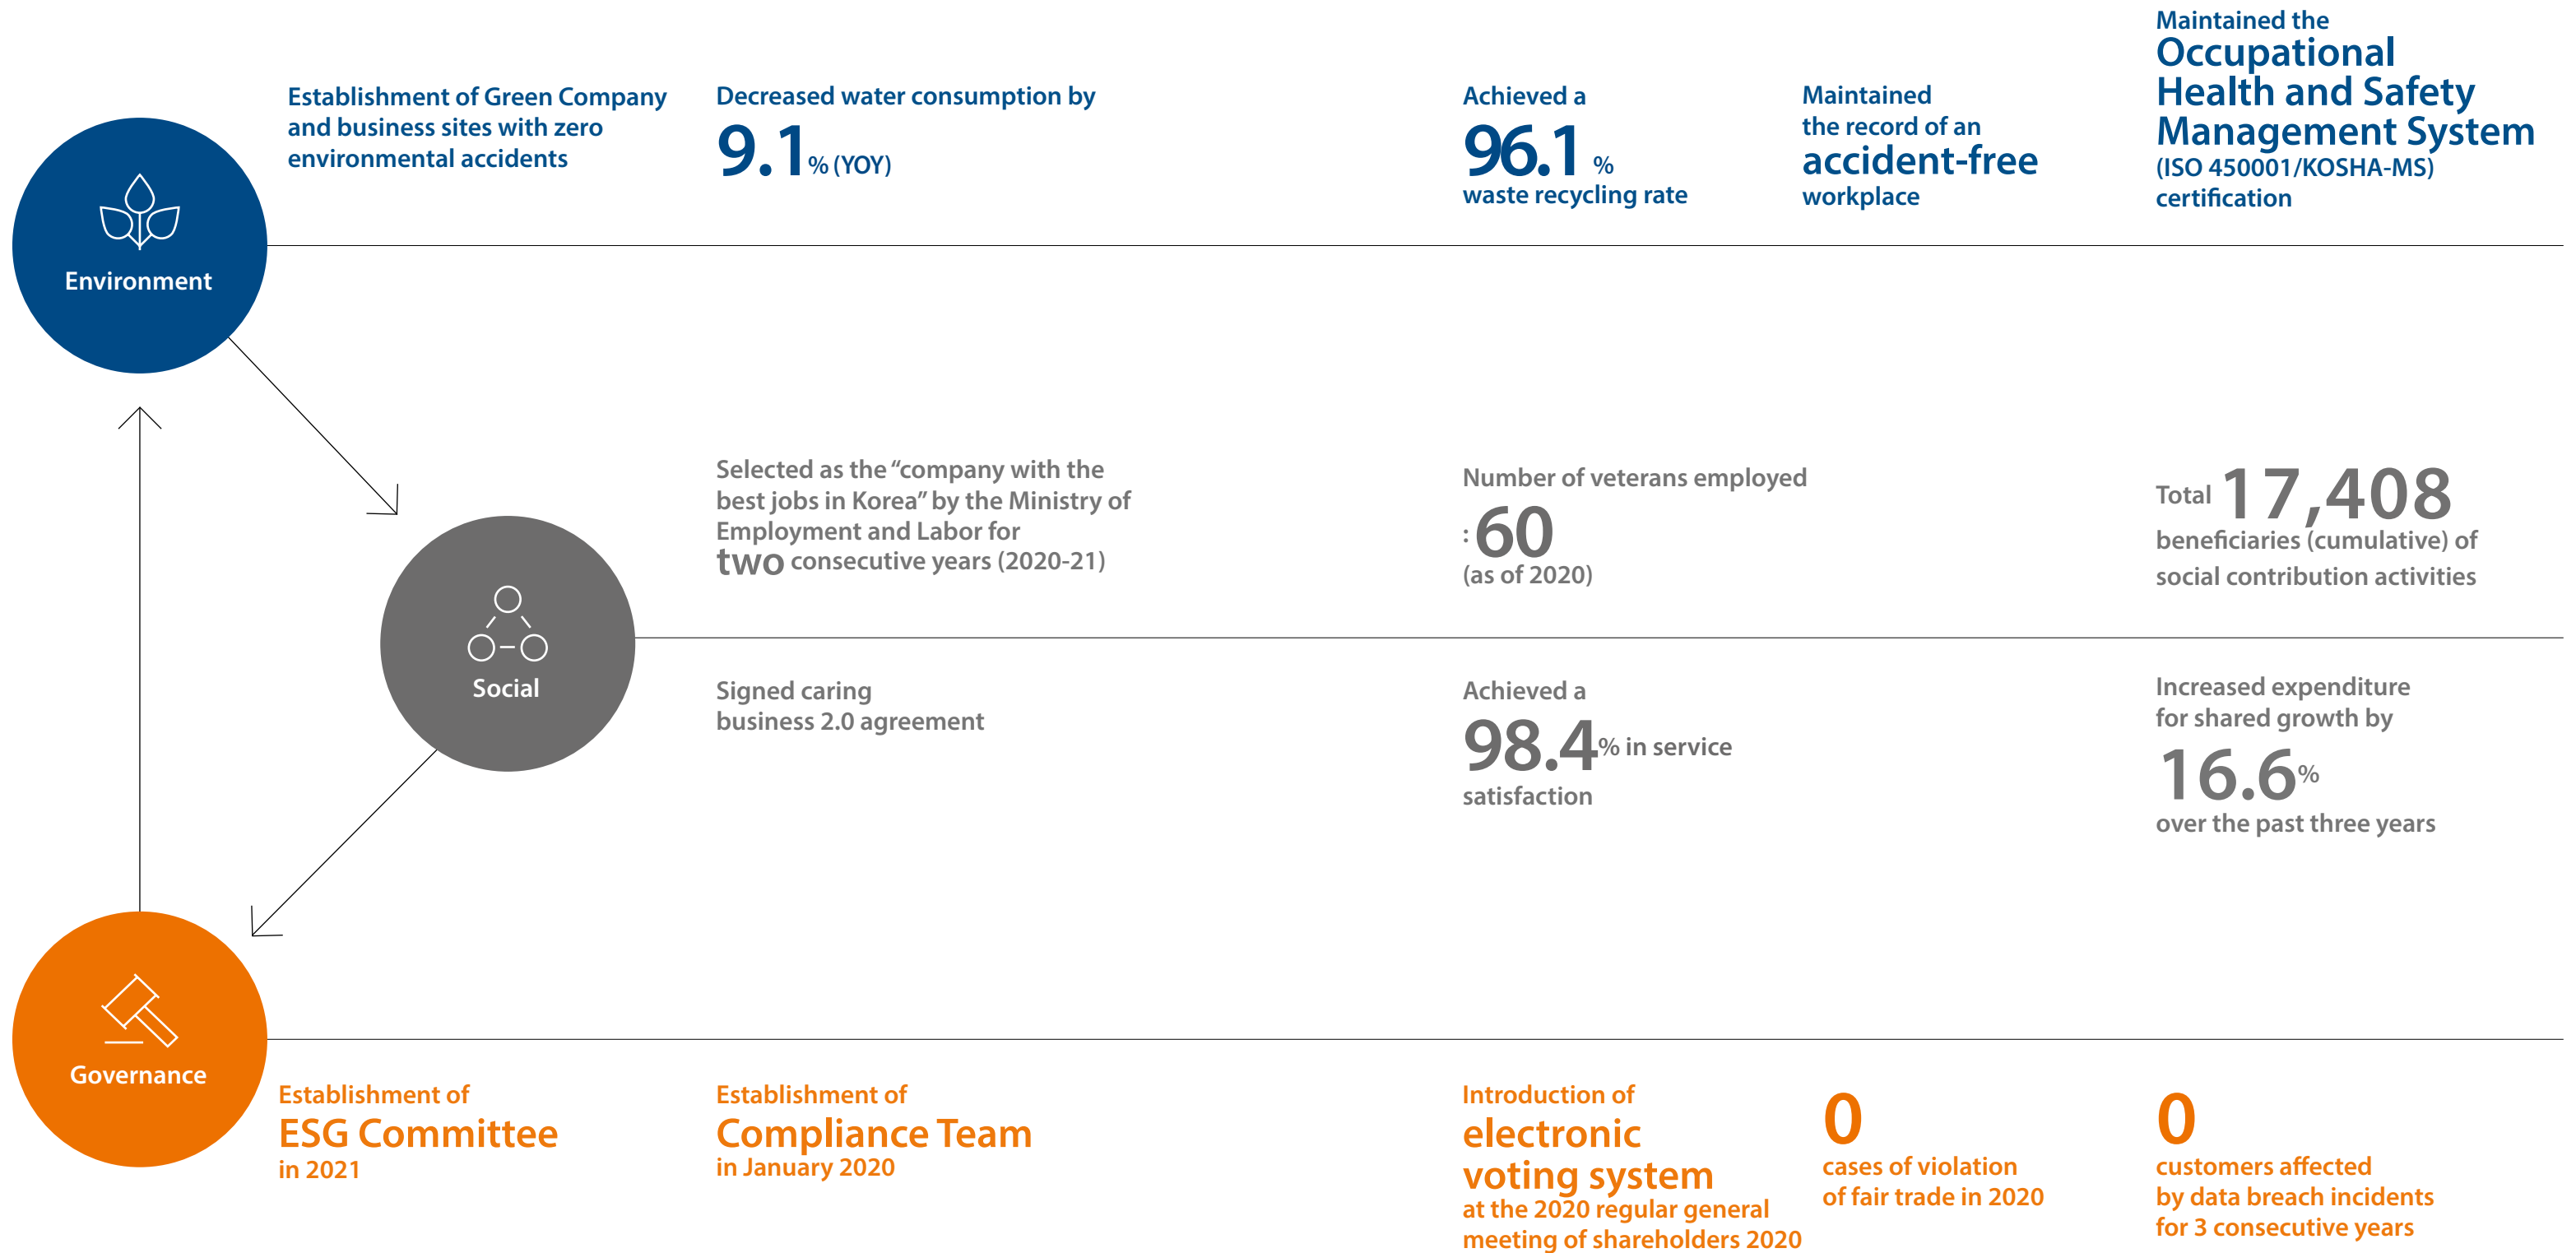 Environment
Establishment of Green Company
and business sites with zero
environmental accidents
Decreased water consumption by
9.1% (YOY)
Achieved a
96.1 %
waste recycling rate
Maintained
the record of an
accident-free
workplace
Maintained the
Occupational
Health and Safety
Management System
(ISO 450001/KOSHA-MS)
certification
Social
Selected as the “company with the
best jobs in Korea” by the Ministry of
Employment and Labor for
two consecutive years (2020-21)
Number of veterans employed
: 60
(as of 2020)
Total 17,408
beneficiaries (cumulative) of
social contribution activities
Signed caring
business 2.0 agreement
Achieved a
98.4% in service
satisfaction
Increased expenditure
for shared growth by
16.6%
over the past three years
Governance
Establishment of
ESG Committee
in 2021
Establishment of
Compliance Team
in January 2020
Introduction of
electronic
voting system
at the 2020 regular general
meeting of shareholders 2020
0
cases of violation
of fair trade in 2020
0
customers affected
by data breach incidents
for 3 consecutive years